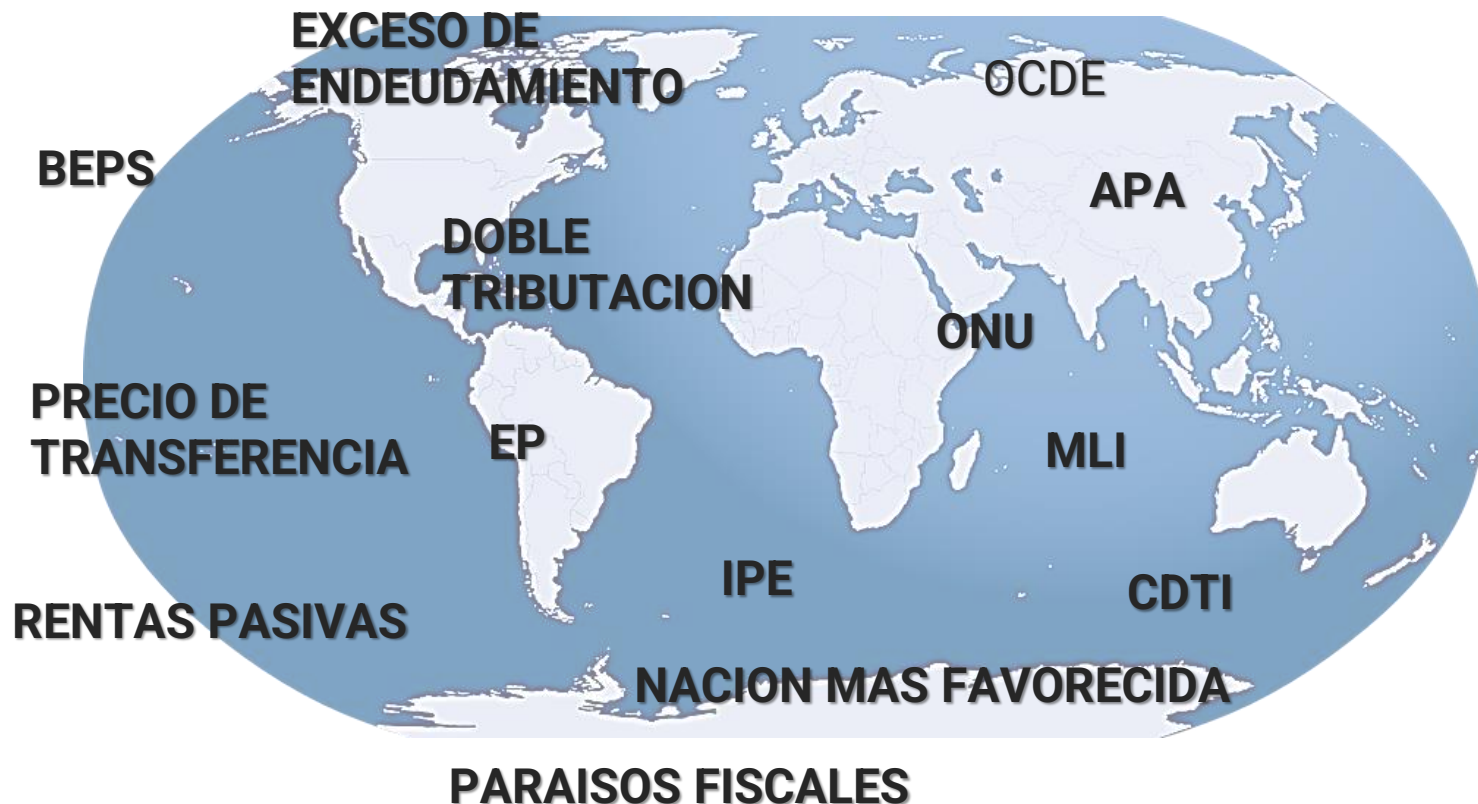 EXCESO DE
ENDEUDAMIENTO
OCDE
BEPS
APA
DOBLE
TRIBUTACION
ONU
PRECIO DE
TRANSFERENCIA
EP
MLI
IPE
CDTI
RENTAS PASIVAS
NACION MAS FAVORECIDA
PARAISOS FISCALES